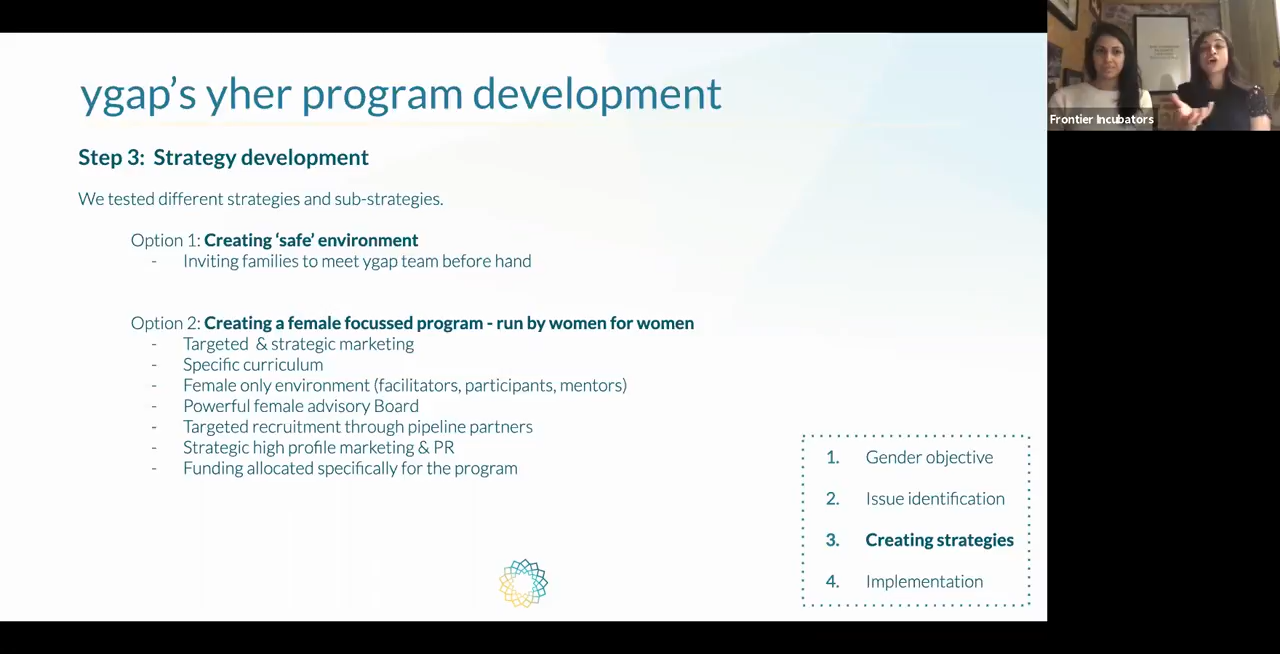 ygap's yher program development
Step 3: Strategy development
We tested different strategies and sub-strategies.
Option 1: Creating ‘safe’ environment
- Inviting families to meet ygap team before hand
Option 2: Creating a female focussed program - run by women for women
- Targeted & strategic marketing
- Specific curriculum
- Female only environment (facilitators, participants, mentors)
- Powerful female advisory Board
- Targeted recruitment through pipeline partners
- Strategic high profile marketing & PR
- Funding allocated specifically for the program
1. Gender objective
2. Issue identification
3. Creating strategies
4. Implementation
Frontier Incubators